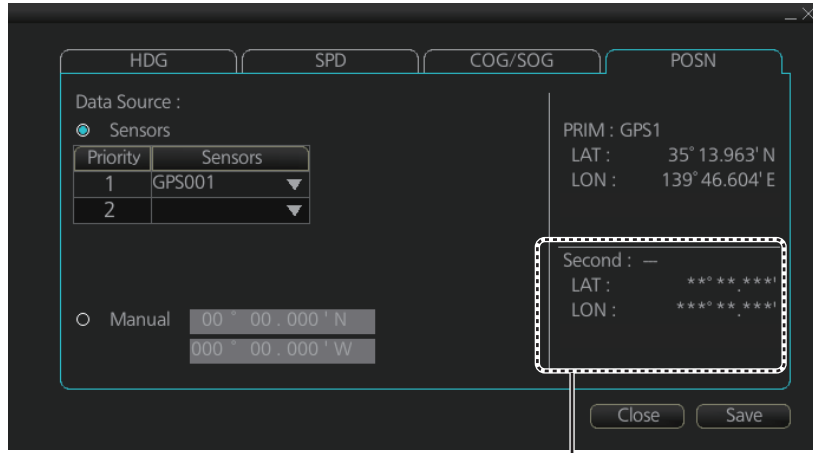 HDG SPD COG/SOG POSN
Data Source :
Sensors
Priority Sensors
1 GPS001
2
Manual 00 ° 00 . 000 ' N
000 ° 00 . 000 ' W
PRIM : GPS1
LAT : 35° 13.963' N
LON : 139° 46.604' E
Second : ---
LAT : **° **.***'
LON : ***° **.***'
Close Save